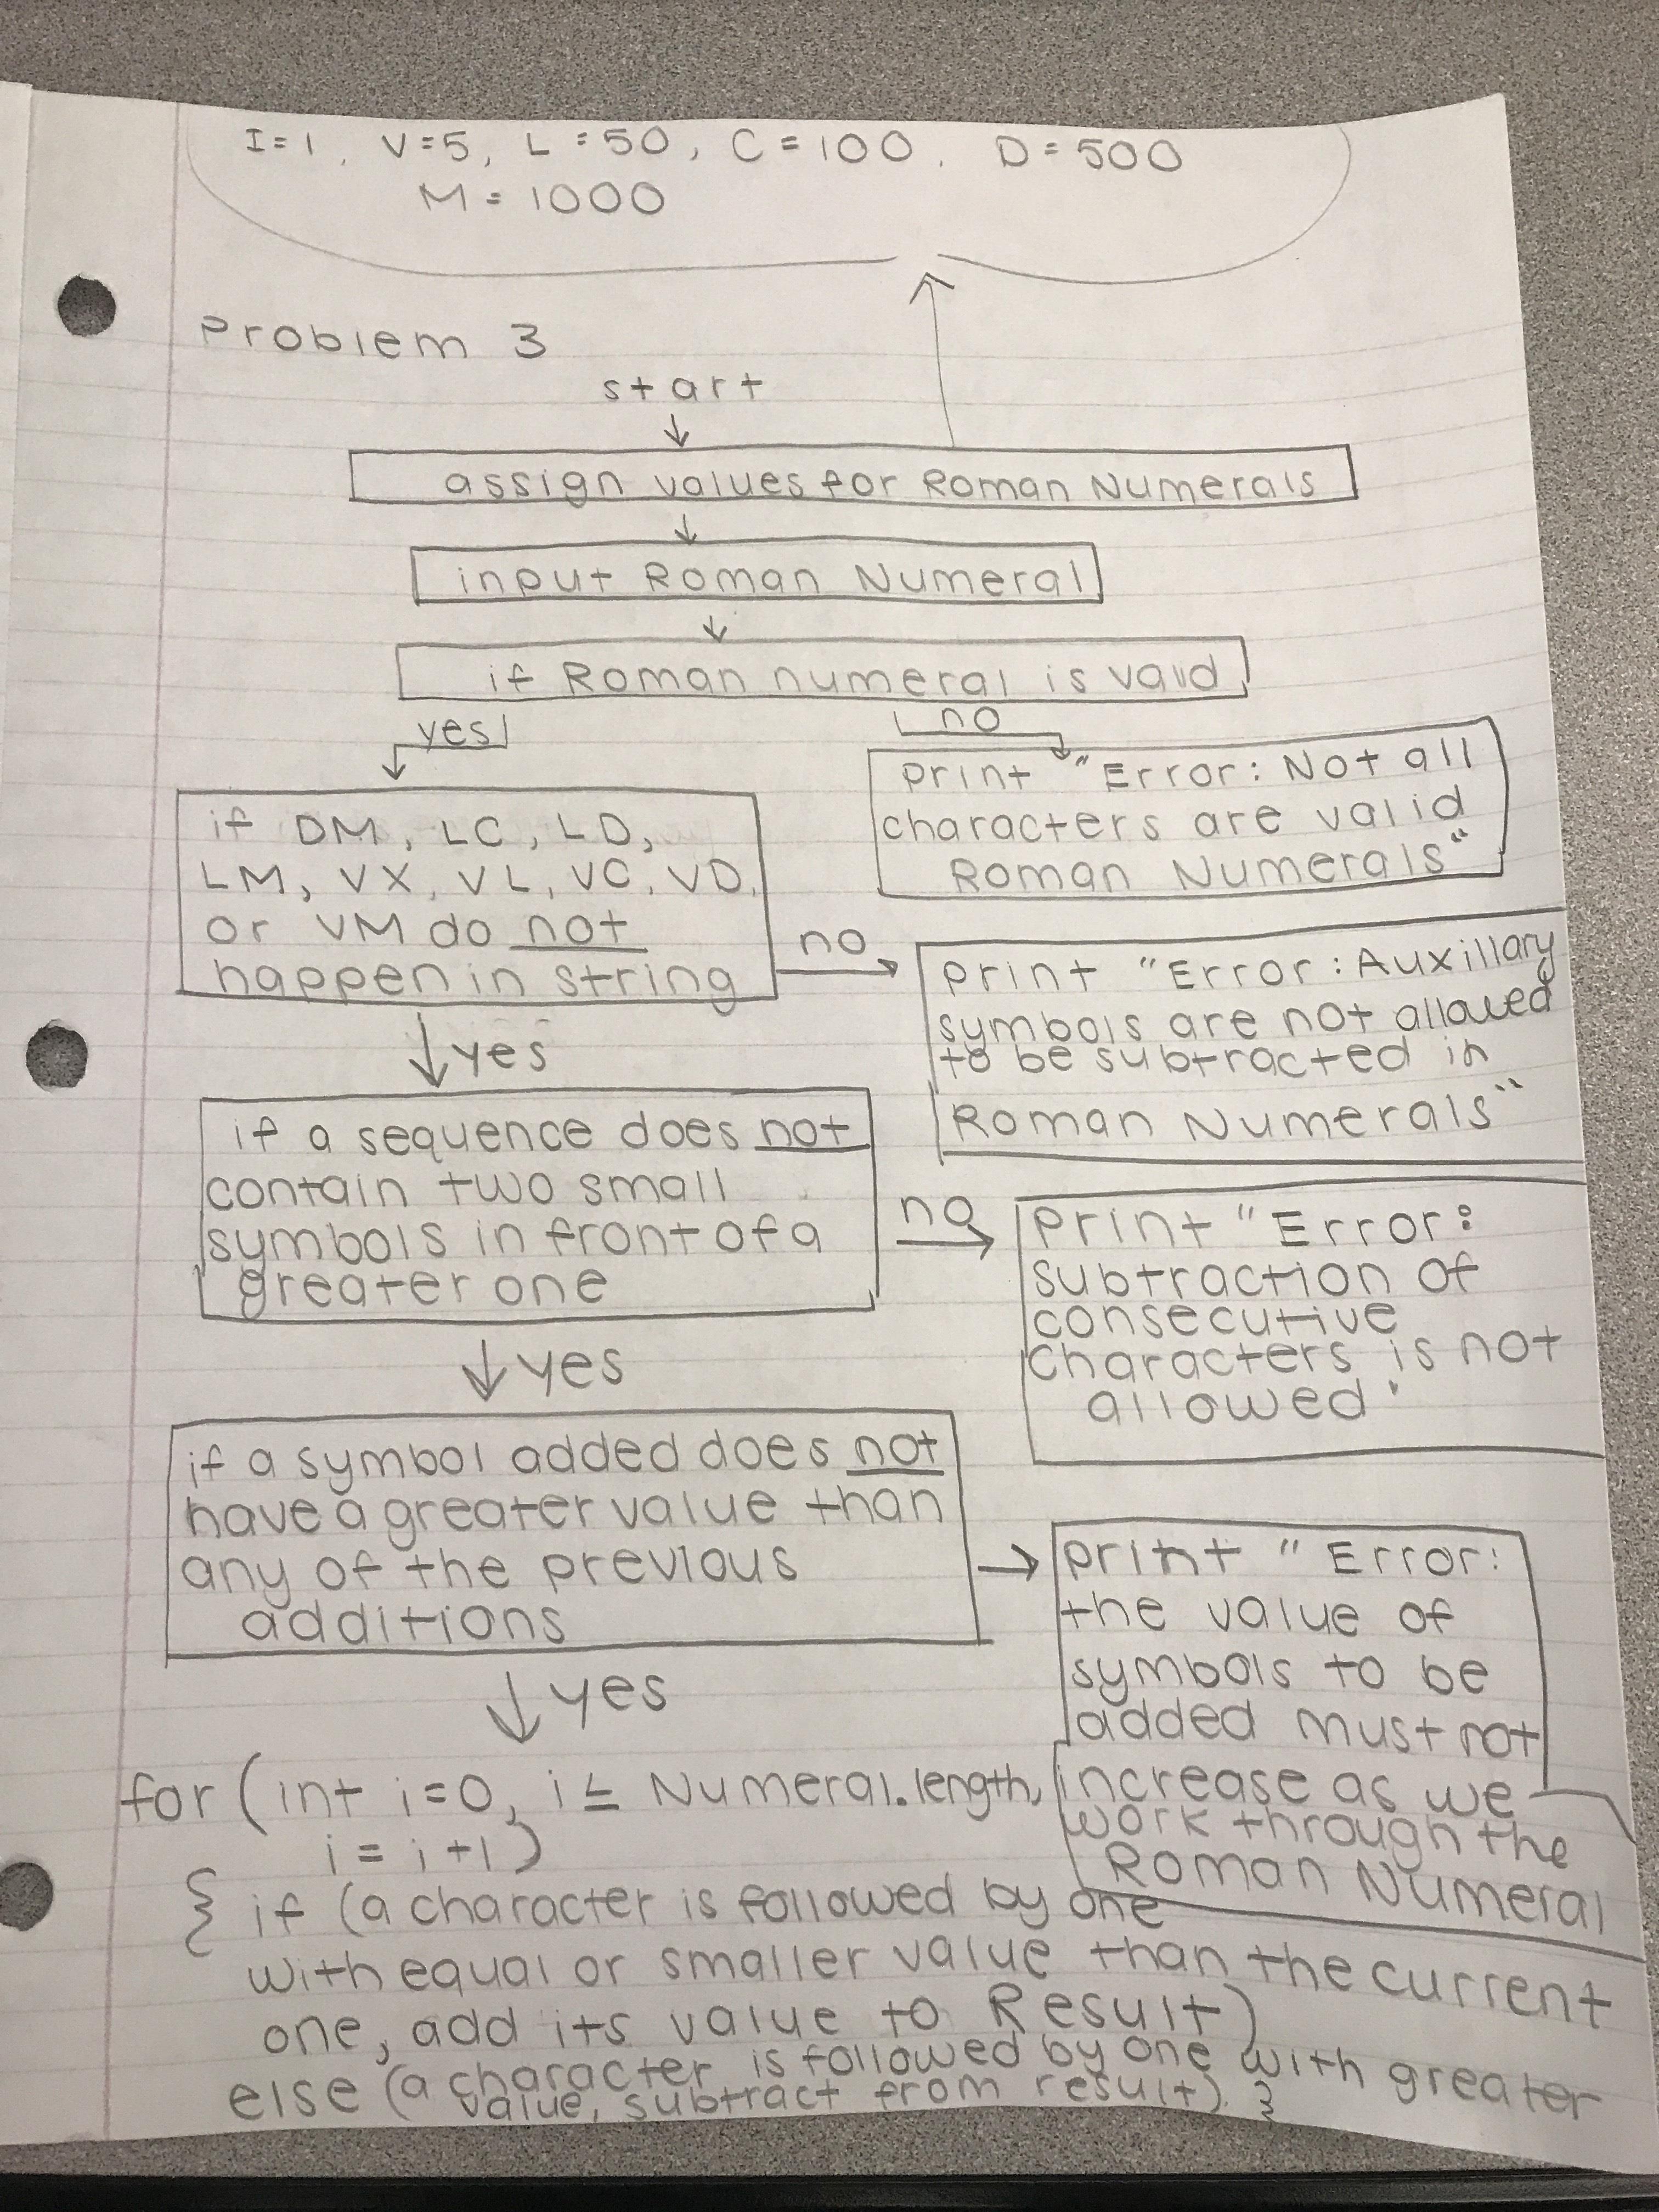 I=1, V=5, L=50, C=100, D=500
M=1000
Problem 3
start
assign values for Roman Numerals
input Roman Numeral
if Roman numeral is valid
yes
no
print "Error: Not all
characters are valid
Roman Numerals"
if DM, LC, LD,
LM, VX, VL, VC, VD,
or VM do not
happen in string
no
print "Error: Auxillary
symbols are not allowed
to be subtracted in
Roman Numerals"
yes
if a sequence does not
contain two small
symbols in front of a
greater one
no
print "Error:
subtraction of
consecutive
characters is not
allowed.
yes
if a symbol added does not
have a greater value than
any of the previous
additions
print "Error:
the value of
symbols to be
added must not
increase as we
work through the
Roman Numeral
yes
for (int i=0, i ≤ Numeral.length,
i = i+1)
{ if (a character is followed by one
with equal or smaller value than the current
one, add its value to Result)
else (a character is followed by one with greater
value, subtract from result) }